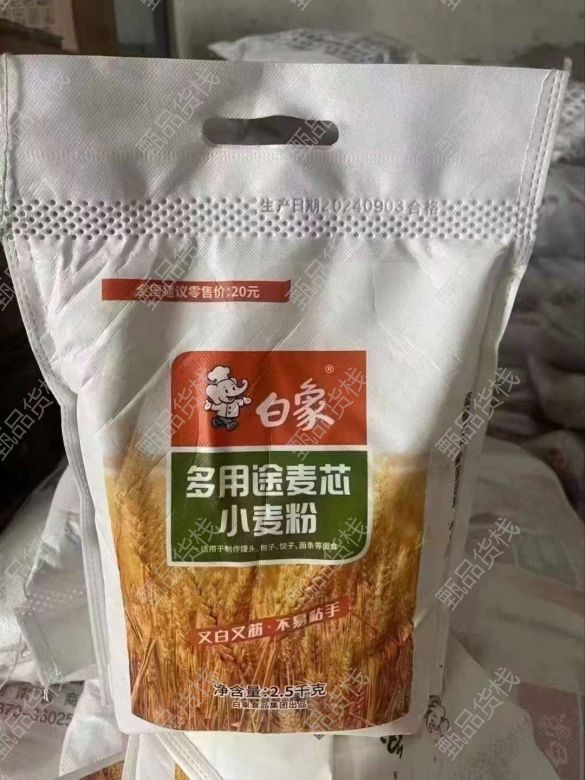 生产日期20240903合格
全国建议零售价:20元
白象®
多用途麦芯
小麦粉
适用于制作馒头、包子、饺子、面条等面食
又白又筋·不易粘手
净含量:2.5千克
白象食品集团出品
白象
甄品货栈